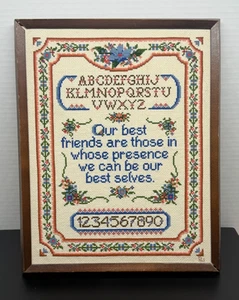 ABCDEFGHIJ
KLMNOPQRSTU
VWXYZ
Our best
friends are those in
whose presence
we can be our
best selves.
1234567890